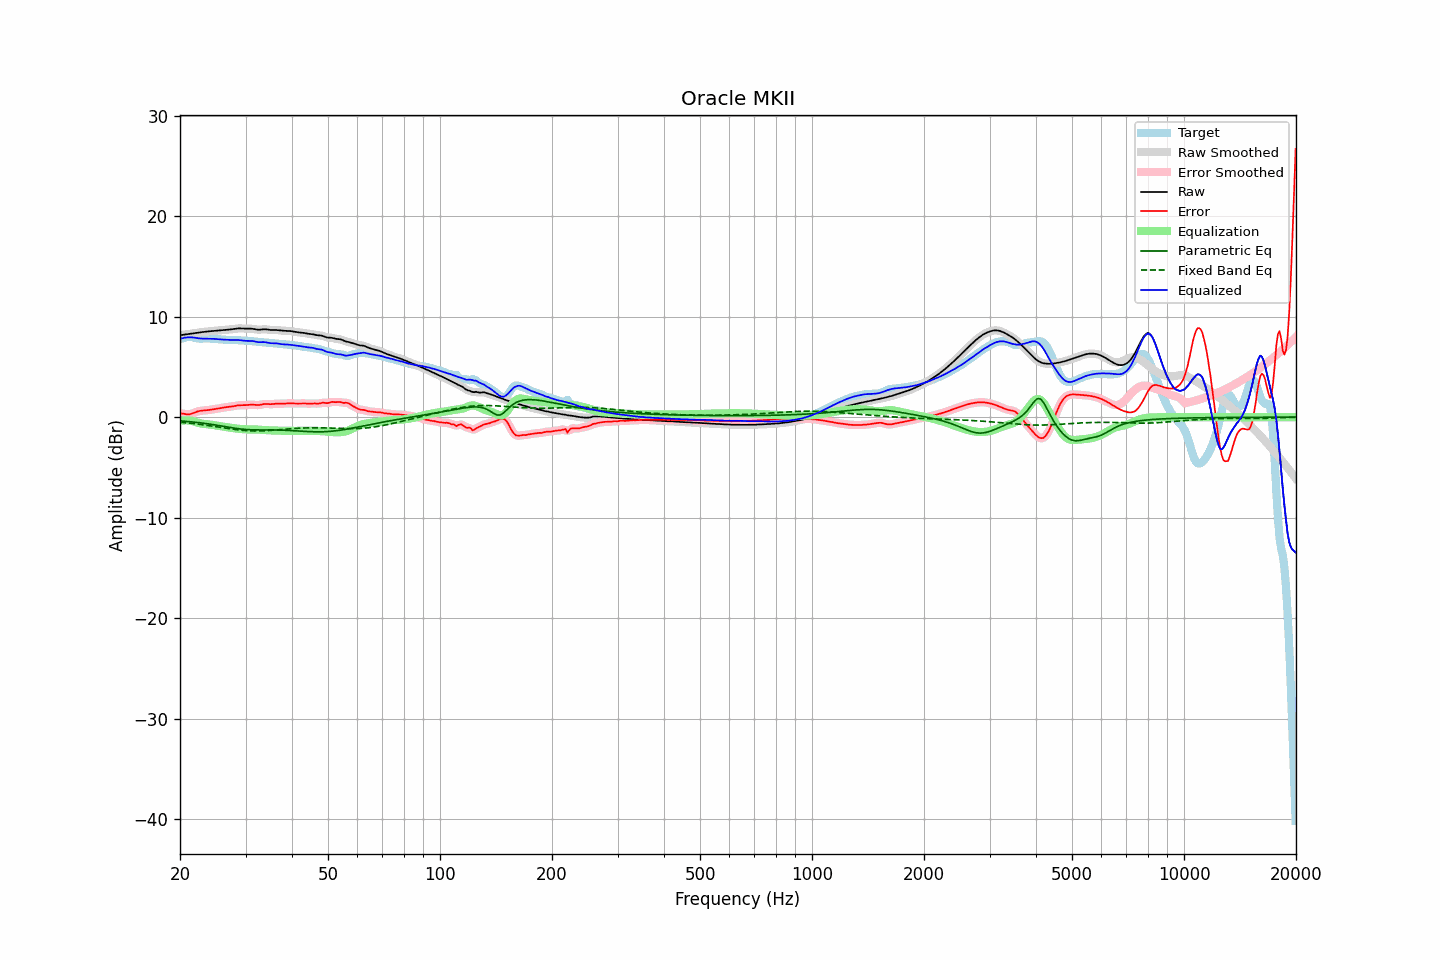 Oracle MKII
Amplitude (dBr)
30
20
10
0
−10
−20
−30
−40
Target
Raw Smoothed
Error Smoothed
Raw
Error
Equalization
Parametric Eq
Fixed Band Eq
Equalized
20
50
100
200
500
1000
2000
5000
10000
20000
Frequency (Hz)